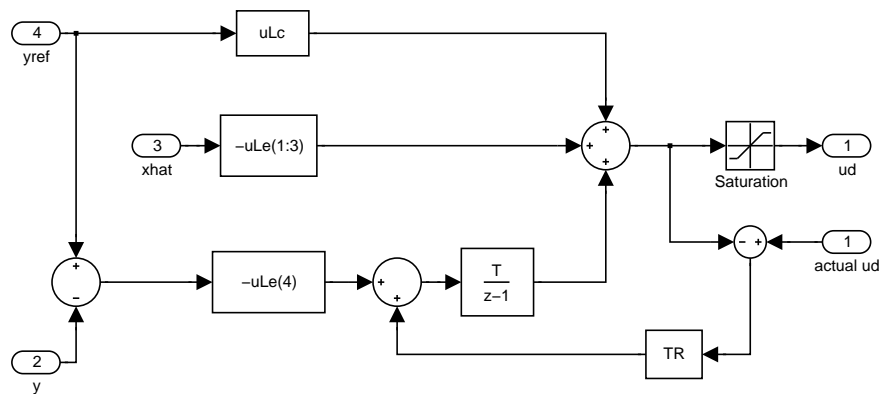 4
yref
uLc
3
xhat
−uLe(1:3)
+
+
+
Saturation
1
ud
+
−
−uLe(4)
+
+
T
z−1
− +
1
actual ud
TR
2
y